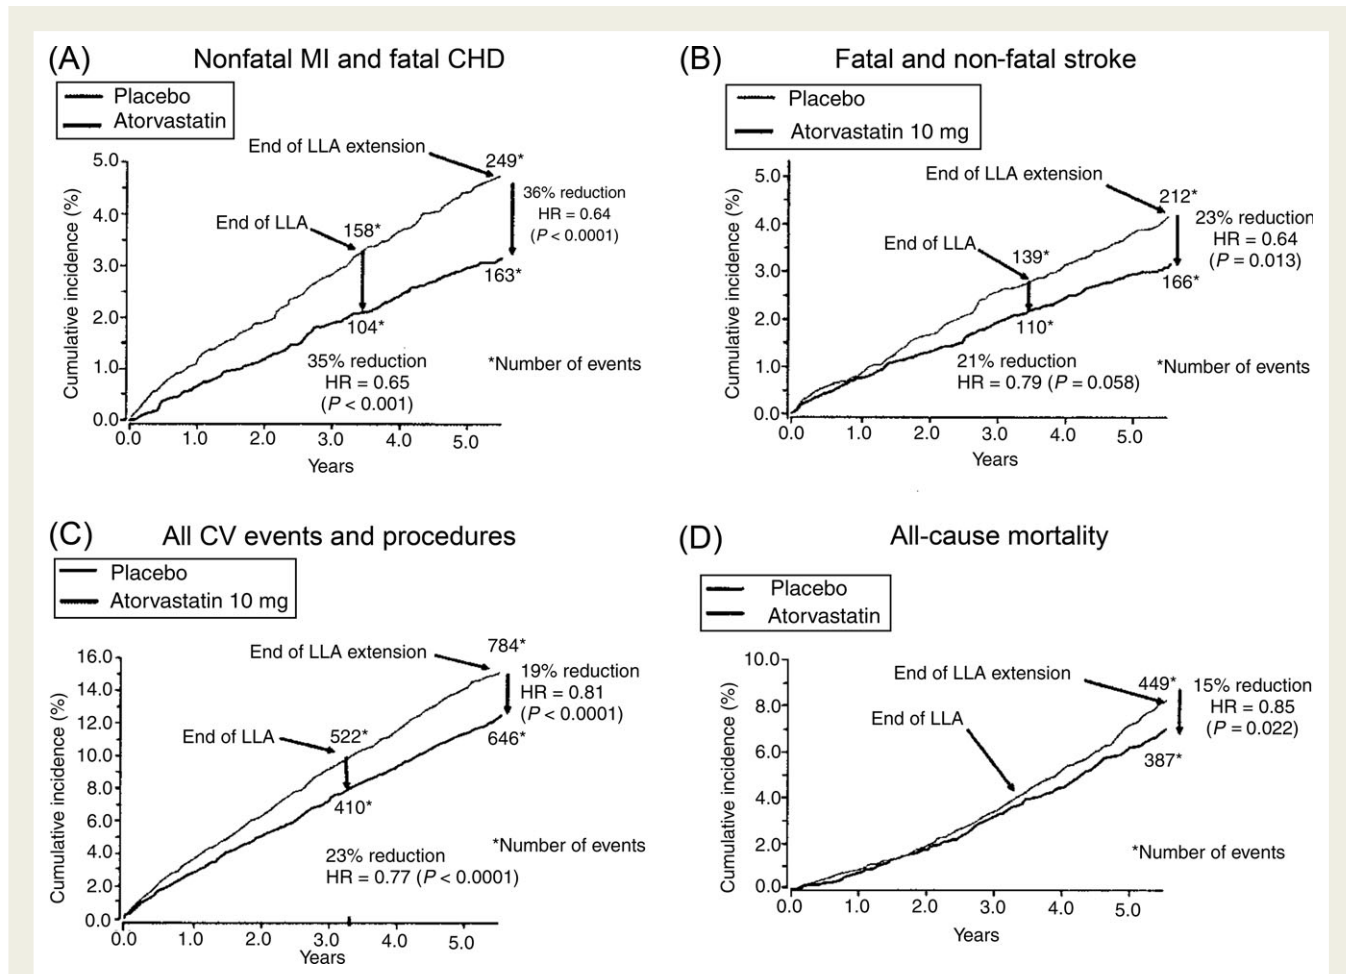 (A) Nonfatal MI and fatal CHD
Placebo
Atorvastatin
End of LLA extension
249*
36% reduction
HR = 0.64
(P < 0.0001)
End of LLA
158*
163*
104*
35% reduction
HR = 0.65
(P < 0.001)
*Number of events
Cumulative incidence (%)
5.0
4.0
3.0
2.0
1.0
0.0
0.0 1.0 2.0 3.0 4.0 5.0
Years
(B) Fatal and non-fatal stroke
Placebo
Atorvastatin 10 mg
End of LLA extension
212*
23% reduction
HR = 0.64
(P = 0.013)
End of LLA
139*
166*
110*
21% reduction
HR = 0.79 (P = 0.058)
*Number of events
Cumulative incidence (%)
5.0
4.0
3.0
2.0
1.0
0.0
0.0 1.0 2.0 3.0 4.0 5.0
Years
(C) All CV events and procedures
Placebo
Atorvastatin 10 mg
End of LLA extension
784*
19% reduction
HR = 0.81
(P < 0.0001)
End of LLA
522*
646*
410*
23% reduction
HR = 0.77 (P < 0.0001)
*Number of events
Cumulative incidence (%)
16.0
14.0
12.0
10.0
8.0
6.0
4.0
2.0
0.0
0.0 1.0 2.0 3.0 4.0 5.0
Years
(D) All-cause mortality
Placebo
Atorvastatin
End of LLA extension
449*
15% reduction
HR = 0.85
(P = 0.022)
End of LLA
387*
*Number of events
Cumulative incidence (%)
10.0
8.0
6.0
4.0
2.0
0.0
0.0 1.0 2.0 3.0 4.0 5.0
Years